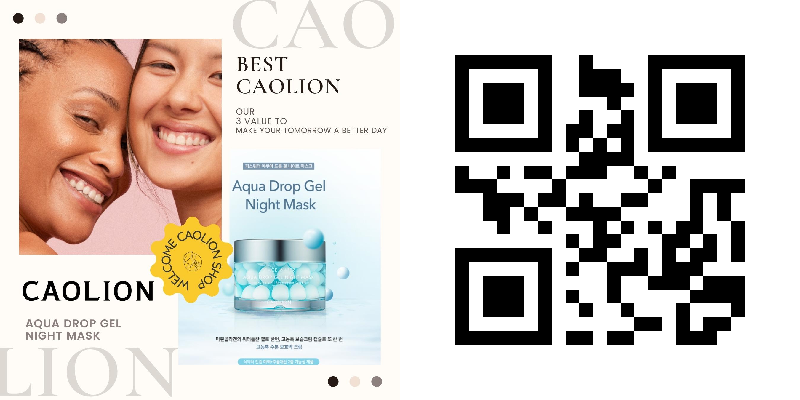 CAO
BEST
CAOLION
OUR
3 VALUE TO
MAKE YOUR TOMORROW A BETTER DAY
Aqua Drop Gel
Night Mask
WELCOME CAOLION SHOP
CAOLION
AQUA DROP GEL
NIGHT MASK
LION